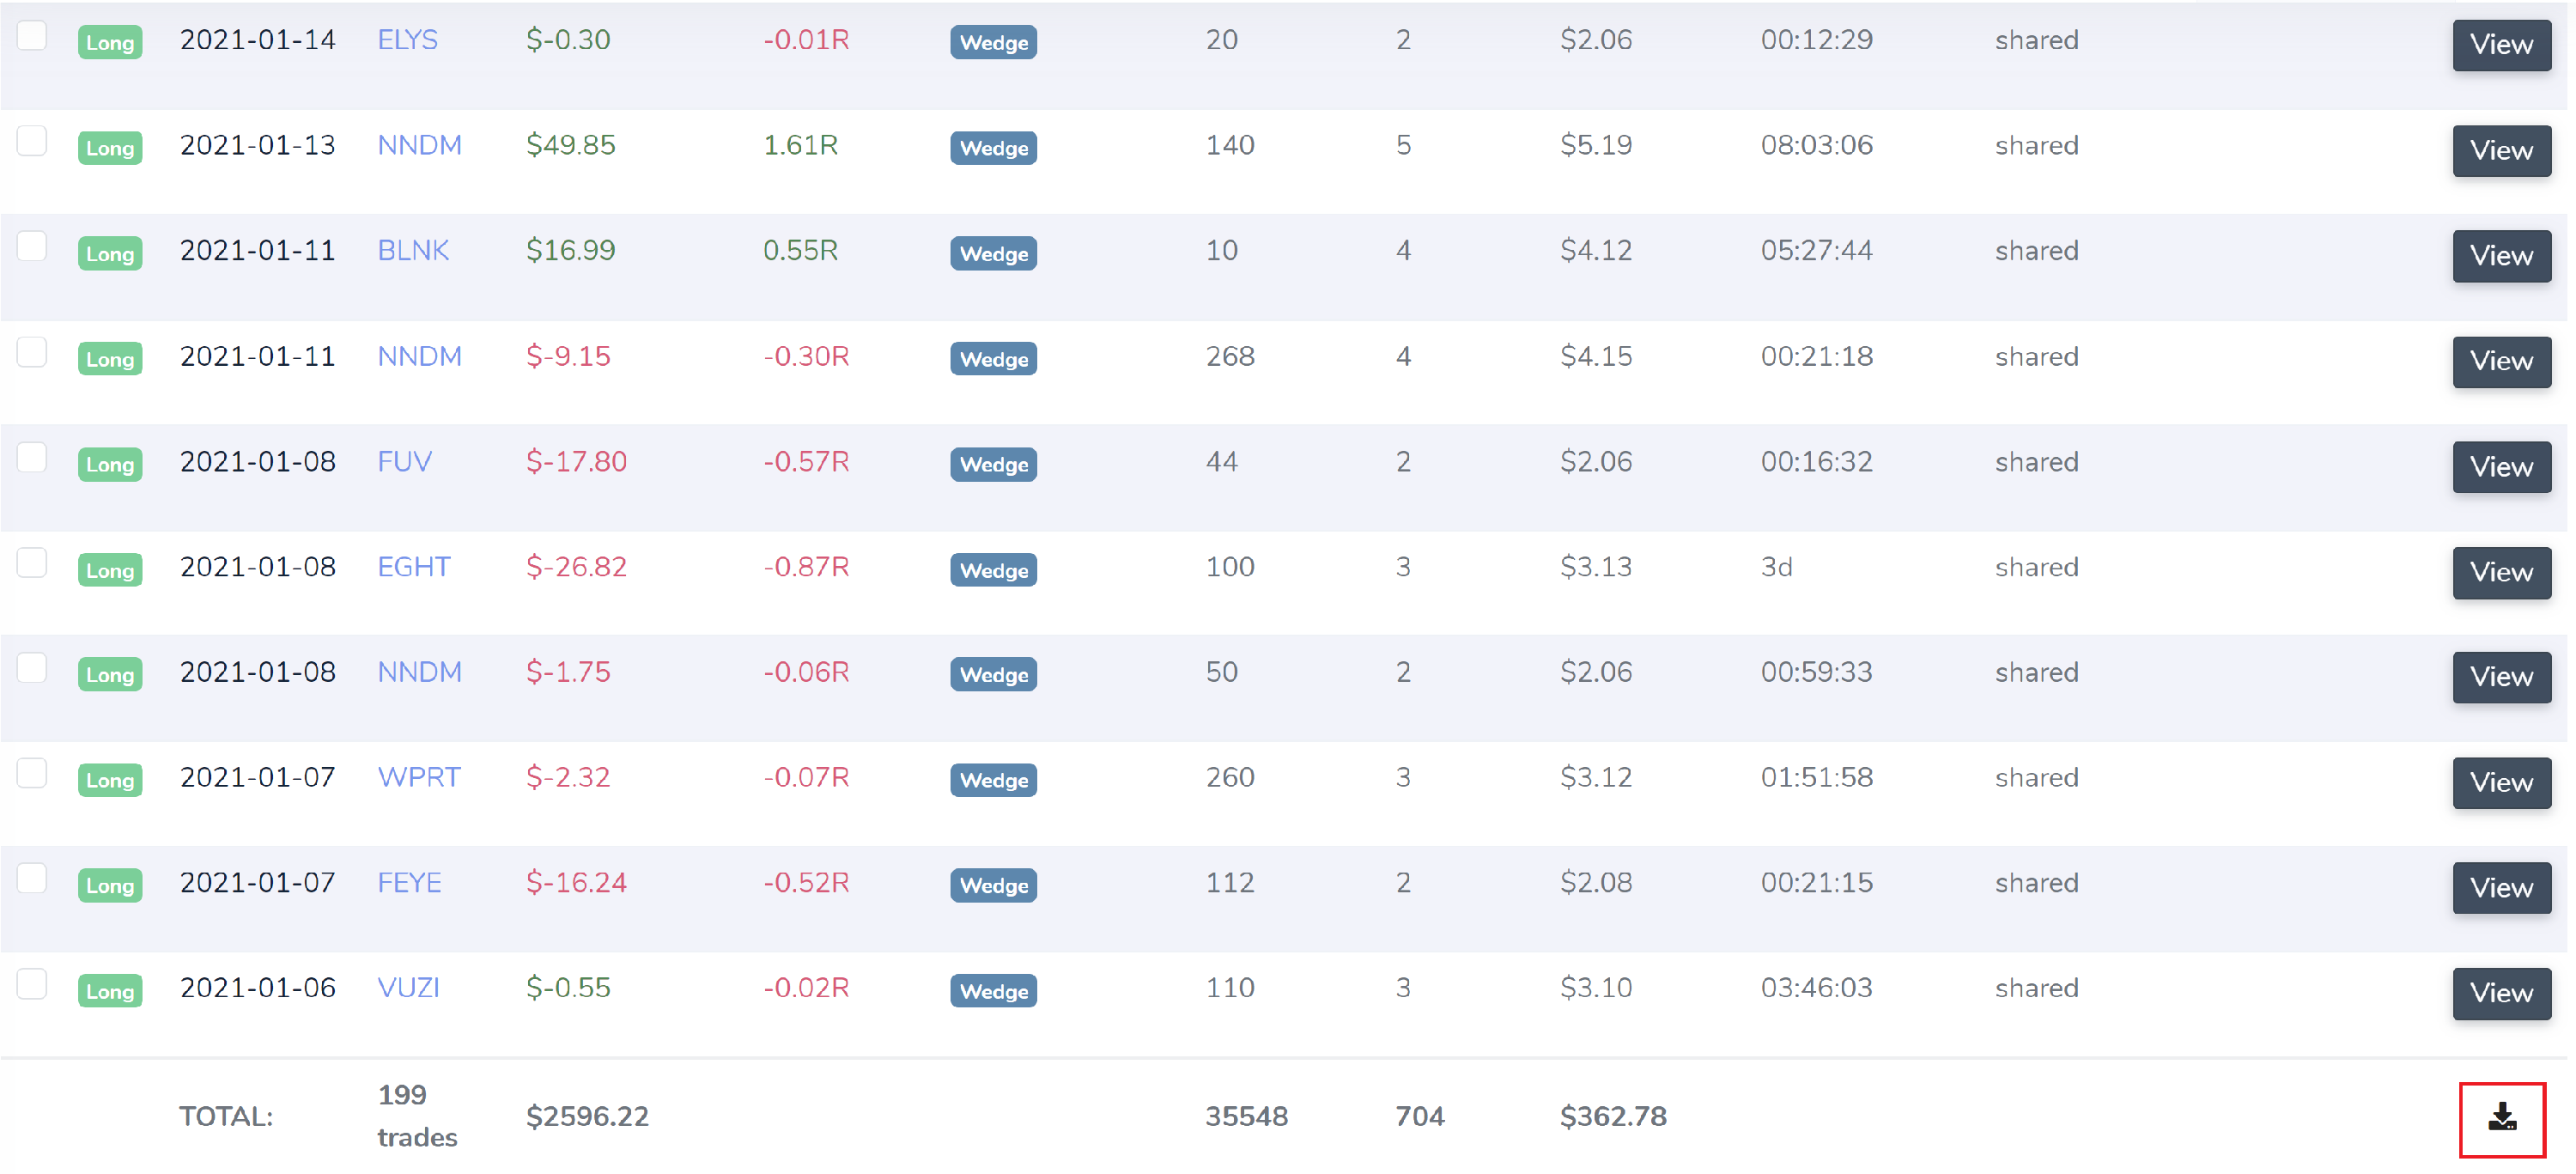 Long 2021-01-14 ELYS $-0.30 -0.01R Wedge 20 2 $2.06 00:12:29 shared View
Long 2021-01-13 NNDM $49.85 1.61R Wedge 140 5 $5.19 08:03:06 shared View
Long 2021-01-11 BLNK $16.99 0.55R Wedge 10 4 $4.12 05:27:44 shared View
Long 2021-01-11 NNDM $-9.15 -0.30R Wedge 268 4 $4.15 00:21:18 shared View
Long 2021-01-08 FUV $-17.80 -0.57R Wedge 44 2 $2.06 00:16:32 shared View
Long 2021-01-08 EGHT $-26.82 -0.87R Wedge 100 3 $3.13 3d shared View
Long 2021-01-08 NNDM $-1.75 -0.06R Wedge 50 2 $2.06 00:59:33 shared View
Long 2021-01-07 WPRT $-2.32 -0.07R Wedge 260 3 $3.12 01:51:58 shared View
Long 2021-01-07 FEYE $-16.24 -0.52R Wedge 112 2 $2.08 00:21:15 shared View
Long 2021-01-06 VUZI $-0.55 -0.02R Wedge 110 3 $3.10 03:46:03 shared View
TOTAL: 199 trades $2596.22 35548 704 $362.78